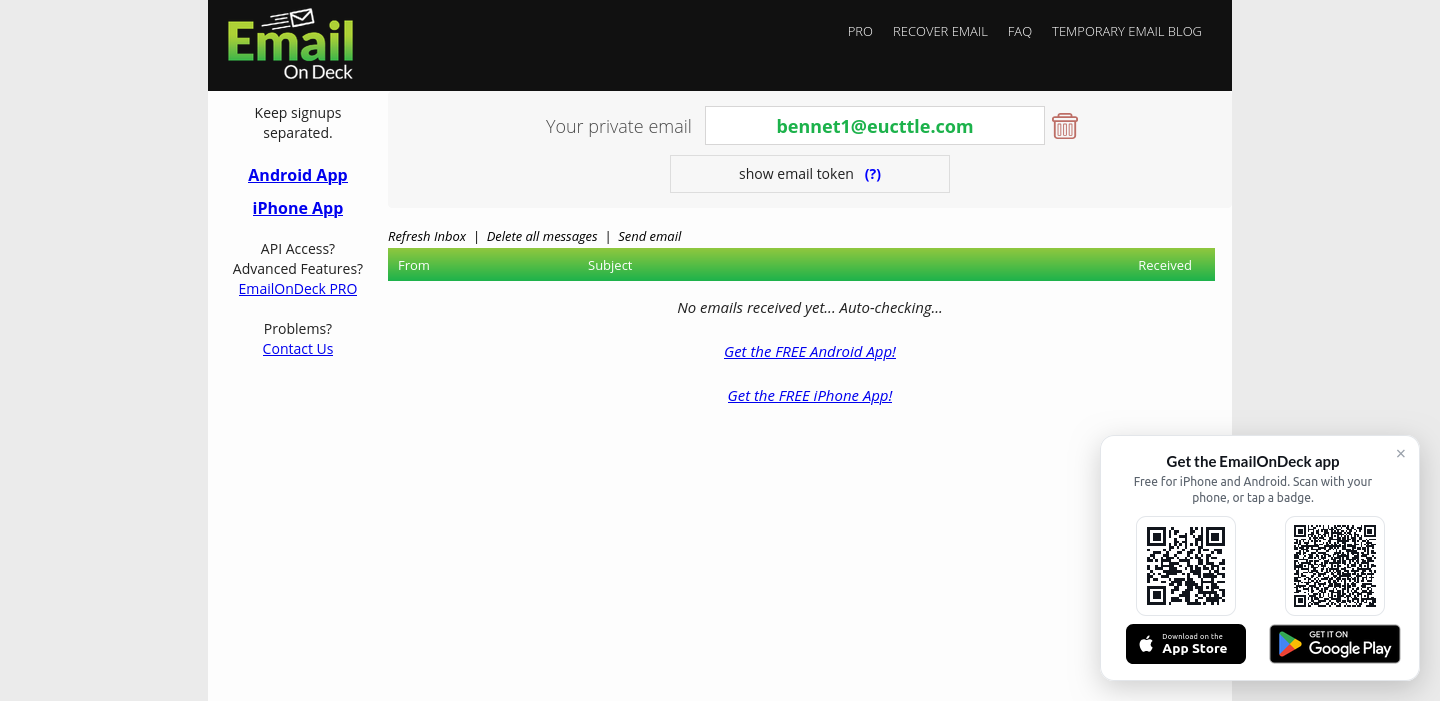 Email
On Deck
PRO RECOVER EMAIL FAQ TEMPORARY EMAIL BLOG
Keep signups
separated.
Android App
iPhone App
API Access?
Advanced Features?
EmailOnDeck PRO
Problems?
Contact Us
Your private email bennet1@eucttle.com
show email token (?)
Refresh Inbox | Delete all messages | Send email
From Subject Received
No emails received yet... Auto-checking...
Get the FREE Android App!
Get the FREE iPhone App!
×
Get the EmailOnDeck app
Free for iPhone and Android. Scan with your
phone, or tap a badge.
Download on the
App Store
GET IT ON
Google Play